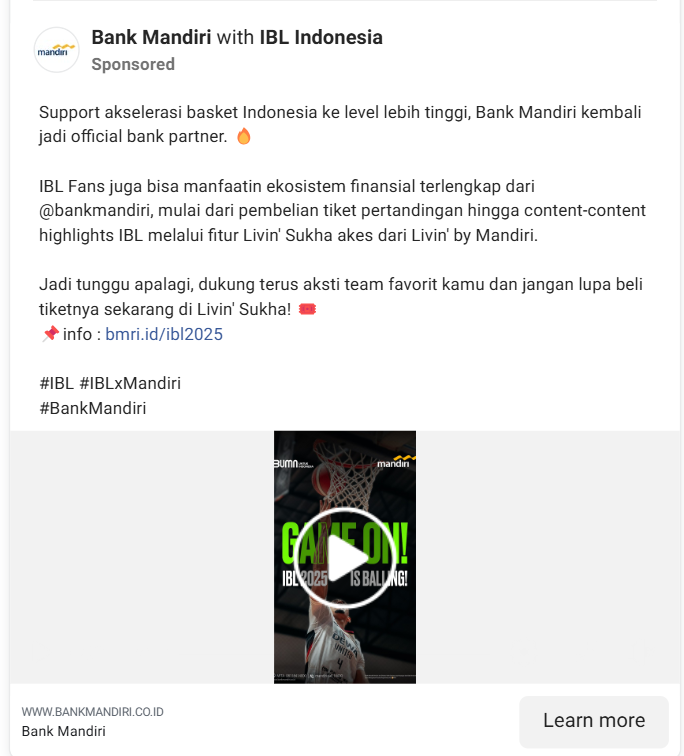 mandiri
Bank Mandiri with IBL Indonesia
Sponsored
Support akselerasi basket Indonesia ke level lebih tinggi, Bank Mandiri kembali
jadi official bank partner. 🔥
IBL Fans juga bisa manfaatin ekosistem finansial terlengkap dari
@bankmandiri, mulai dari pembelian tiket pertandingan hingga content-content
highlights IBL melalui fitur Livin' Sukha akes dari Livin' by Mandiri.
Jadi tunggu apalagi, dukung terus aksti team favorit kamu dan jangan lupa beli
tiketnya sekarang di Livin' Sukha! 🎟️
📌 info : bmri.id/ibl2025
#IBL #IBLxMandiri
#BankMandiri
BUMN
mandiri
GAME ON!
IBL 2025 IS BALLING!
DEWA
UNITED
4
WWW.BANKMANDIRI.CO.ID
Bank Mandiri
Learn more